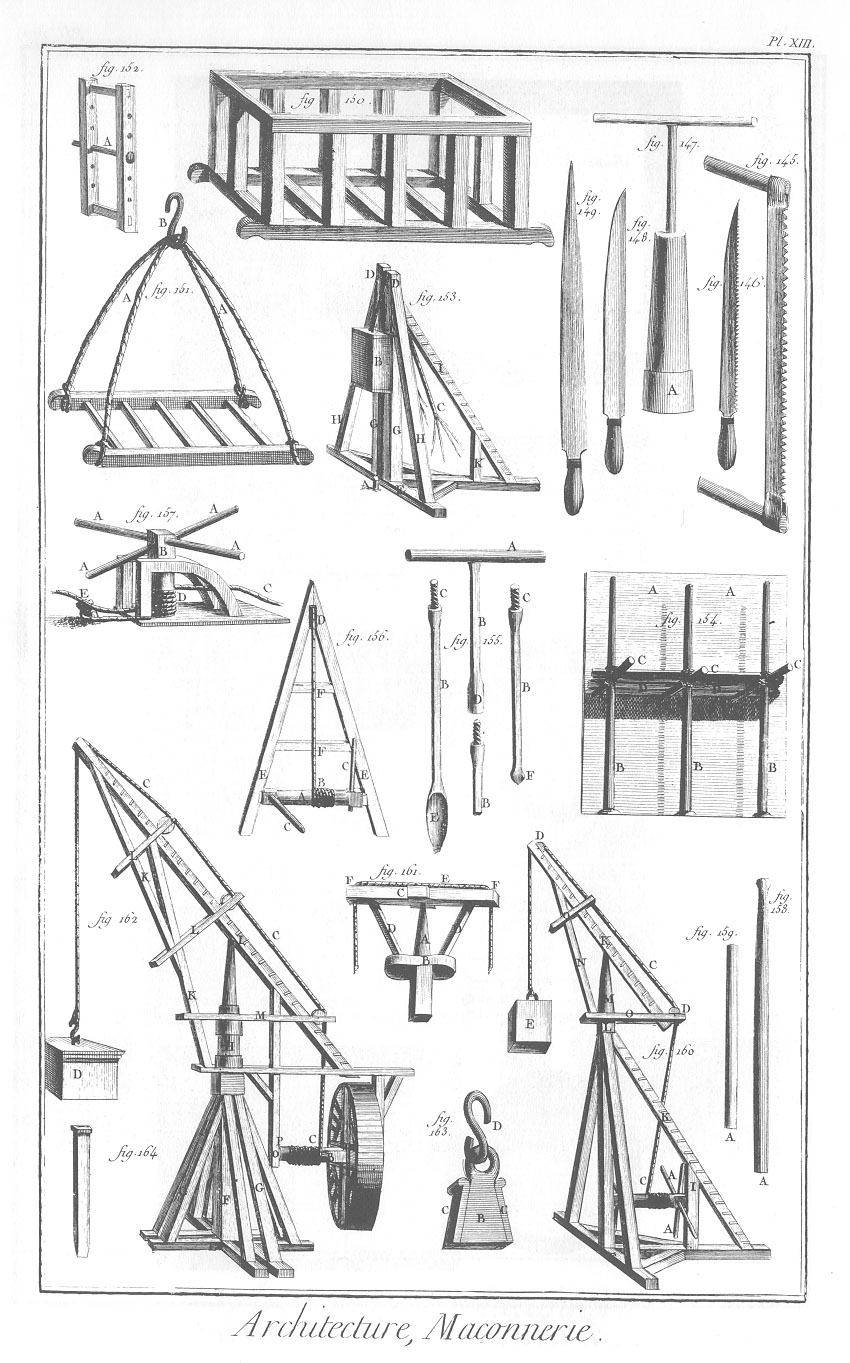 Pl. XIII.
fig. 152.
A
fig 150.
fig. 147.
A
fig. 145.
fig. 149.
fig. 148.
fig. 146.
B
A
fig. 151.
A
D
D
fig. 153.
B
I
C
H
G
G
H
K
A
F
fig. 157.
A
A
A
A
B
C
D
E
A
fig. 155.
C
C
B
B
B
D
B
E
F
fig. 154.
A
A
C
C
C
D
D
B
B
B
fig. 156.
D
F
F
E
E
A
B
C
C
fig 162
C
I
K
L
L
C
K
M
D
H
P
O
C
B
F
G
fig. 161.
F
E
F
C
D
A
D
B
fig. 160
D
K
C
N
M
O
D
E
L
K
C
A
I
A
fig. 159.
A
fig. 158.
A
fig. 163.
D
C
B
C
fig. 164
Architecture, Maçonnerie.